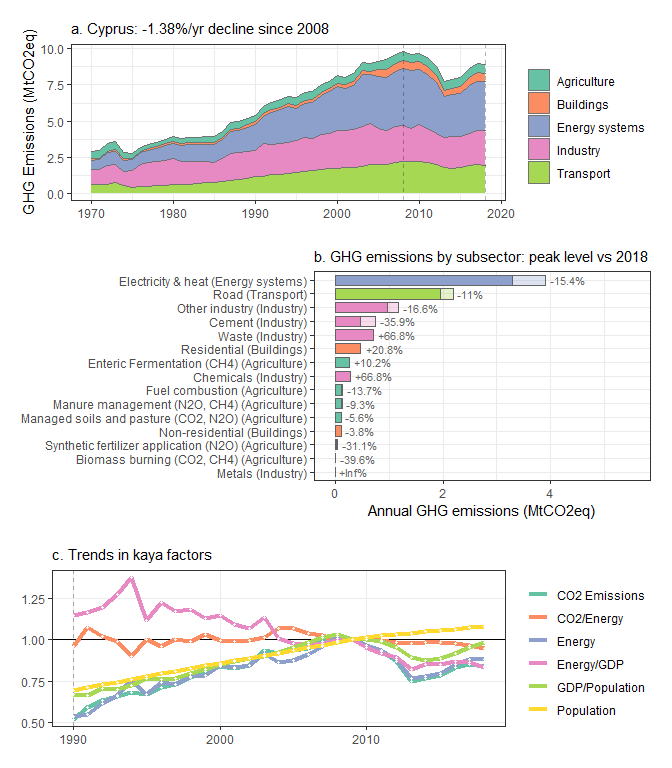 a. Cyprus: -1.38%/yr decline since 2008
GHG Emissions (MtCO2eq)
10.0
7.5
5.0
2.5
0.0
1970
1980
1990
2000
2010
2020
Agriculture
Buildings
Energy systems
Industry
Transport
b. GHG emissions by subsector: peak level vs 2018
Electricity & heat (Energy systems)
-15.4%
Road (Transport)
-11%
Other industry (Industry)
-16.6%
Cement (Industry)
-35.9%
Waste (Industry)
+66.8%
Residential (Buildings)
+20.8%
Enteric Fermentation (CH4) (Agriculture)
+10.2%
Chemicals (Industry)
+66.8%
Fuel combustion (Agriculture)
-13.7%
Manure management (N2O, CH4) (Agriculture)
-9.3%
Managed soils and pasture (CO2, N2O) (Agriculture)
-5.6%
Non-residential (Buildings)
-3.8%
Synthetic fertilizer application (N2O) (Agriculture)
-31.1%
Biomass burning (CO2, CH4) (Agriculture)
-39.6%
Metals (Industry)
+Inf%
0
2
4
Annual GHG emissions (MtCO2eq)
c. Trends in kaya factors
1.25
1.00
0.75
0.50
1990
2000
2010
CO2 Emissions
CO2/Energy
Energy
Energy/GDP
GDP/Population
Population